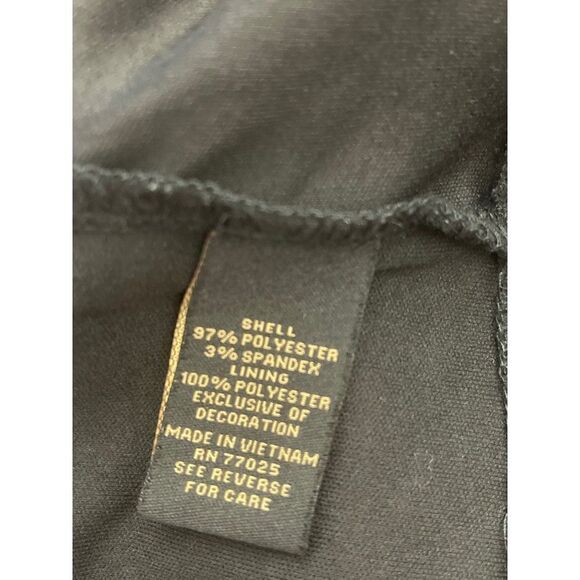 SHELL
97% POLYESTER
3% SPANDEX
LINING
100% POLYESTER
EXCLUSIVE OF
DECORATION
MADE IN VIETNAM
RN 77025
SEE REVERSE
FOR CARE